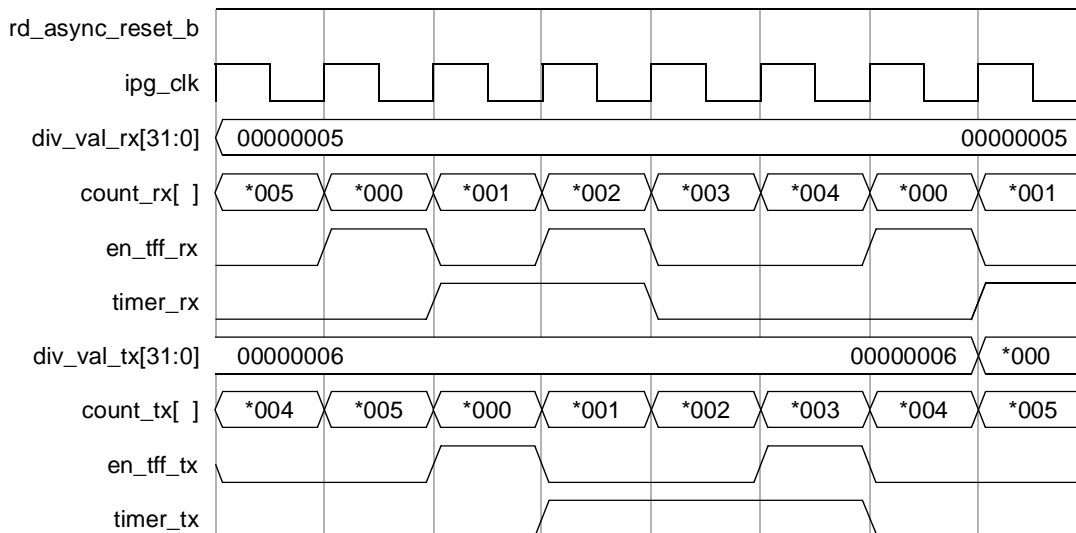 rd_async_reset_b
ipg_clk
div_val_rx[31:0] 00000005 00000005
count_rx[ ] *005 *000 *001 *002 *003 *004 *000 *001
en_tff_rx
timer_rx
div_val_tx[31:0] 00000006 00000006 *000
count_tx[ ] *004 *005 *000 *001 *002 *003 *004 *005
en_tff_tx
timer_tx